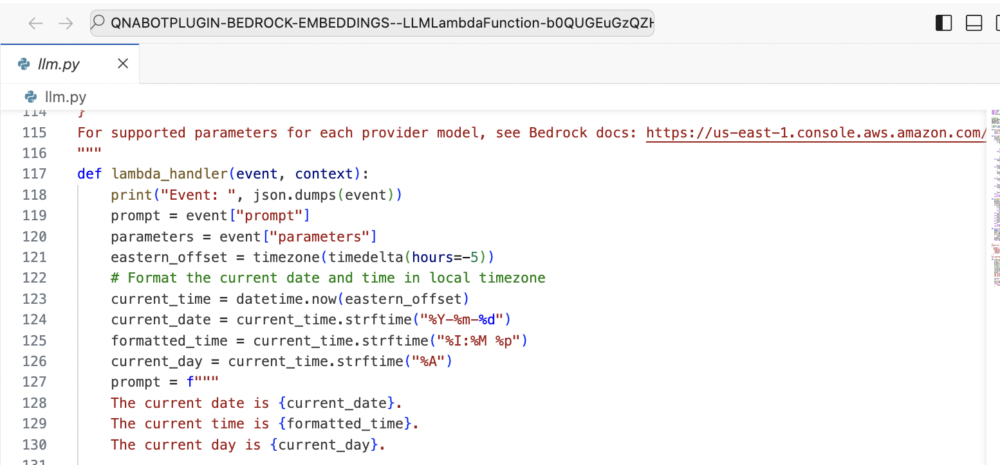 QNABOTPLUGIN-BEDROCK-EMBEDDINGS--LLMLambdaFunction-b0QUGEuGzQZH
llm.py
llm.py
114 }
115 For supported parameters for each provider model, see Bedrock docs: https://us-east-1.console.aws.amazon.com/
116 """
117 def lambda_handler(event, context):
118     print("Event: ", json.dumps(event))
119     prompt = event["prompt"]
120     parameters = event["parameters"]
121     eastern_offset = timezone(timedelta(hours=-5))
122     # Format the current date and time in local timezone
123     current_time = datetime.now(eastern_offset)
124     current_date = current_time.strftime("%Y-%m-%d")
125     formatted_time = current_time.strftime("%I:%M %p")
126     current_day = current_time.strftime("%A")
127     prompt = f"""
128     The current date is {current_date}.
129     The current time is {formatted_time}.
130     The current day is {current_day}.
131